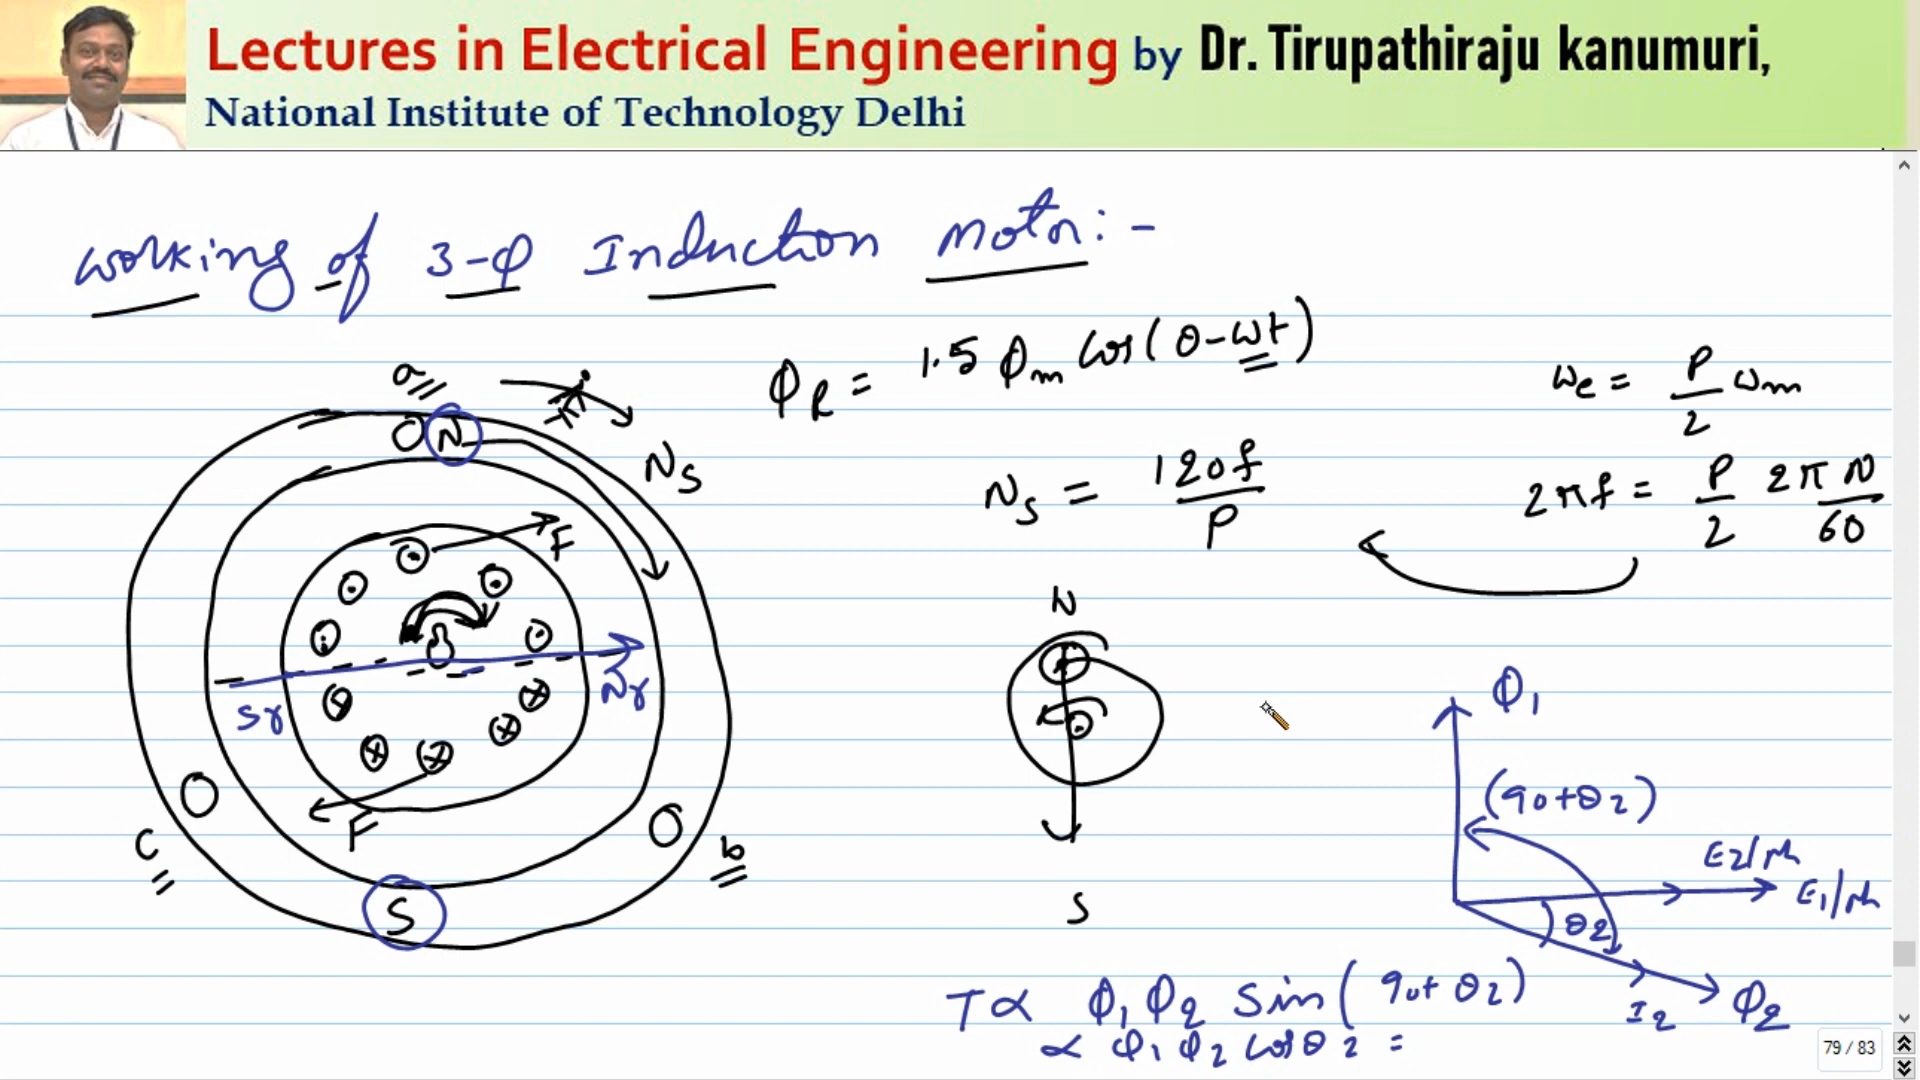 Lectures in Electrical Engineering by Dr. Tirupathiraju kanumuri,
National Institute of Technology Delhi
working of 3-φ Induction motor:-
φR = 1.5 φm cos(θ-ωt)
ωe = P/2 ωm
Ns = 120f/P
2πf = P/2 2πN/60
a
N
Ns
F
Sr
Nr
F
c
b
S
N
S
φ1
(90+θ2)
E2/ph
E1/ph
θ2
I2
φ2
T∝ φ1 φ2 sin(90+θ2)
∝ φ1 φ2 cosθ2 =
79 / 83